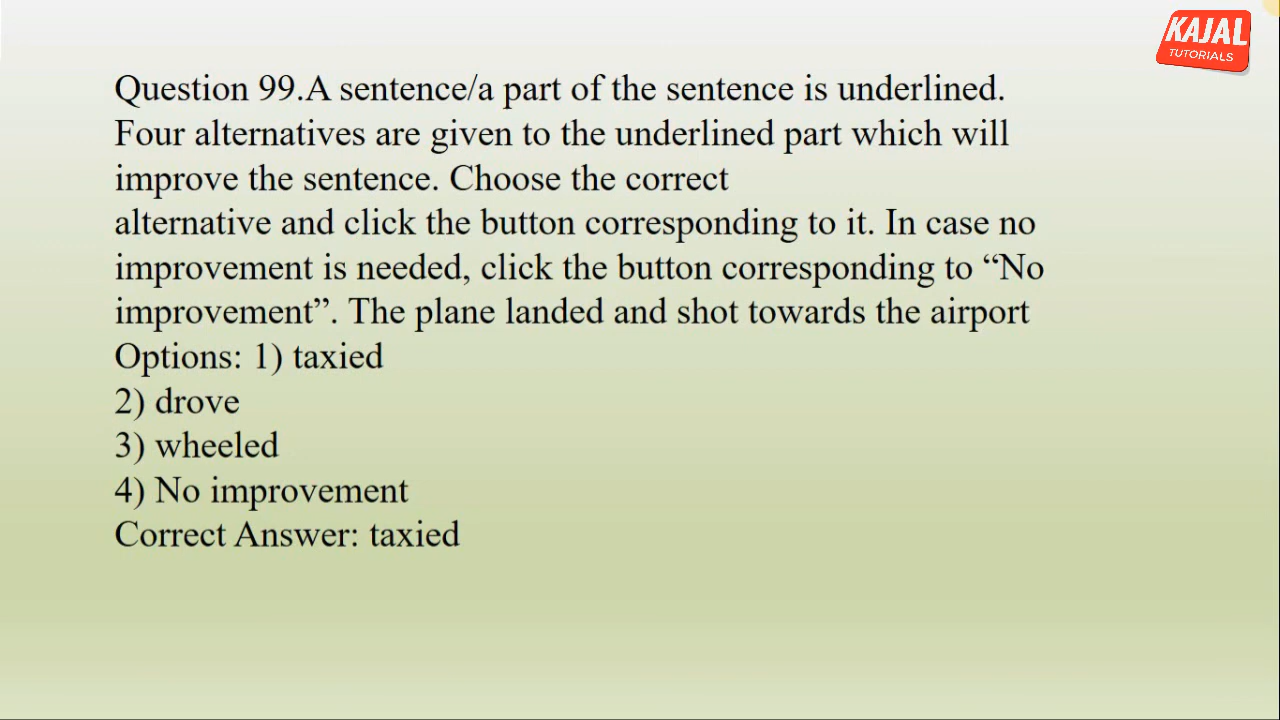 KAJAL
TUTORIALS
Question 99.A sentence/a part of the sentence is underlined.
Four alternatives are given to the underlined part which will
improve the sentence. Choose the correct
alternative and click the button corresponding to it. In case no
improvement is needed, click the button corresponding to “No
improvement”. The plane landed and shot towards the airport
Options: 1) taxied
2) drove
3) wheeled
4) No improvement
Correct Answer: taxied